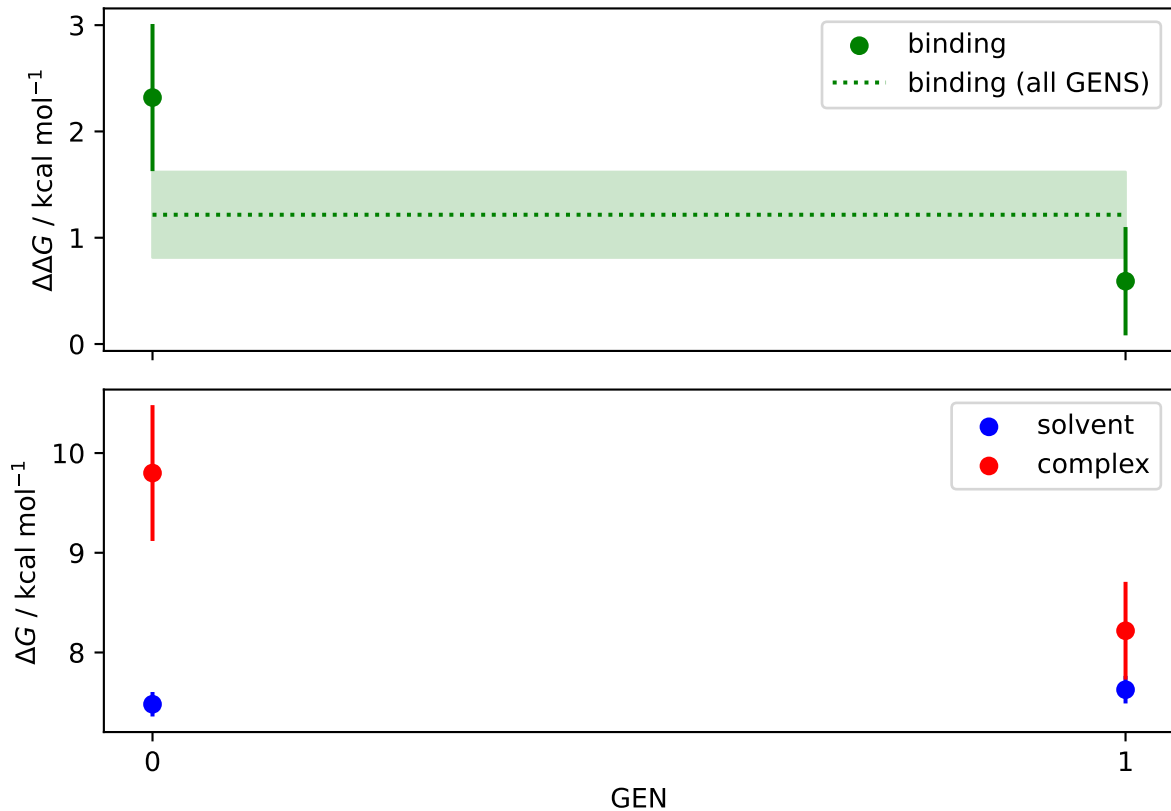 3
2
1
0
ΔΔG / kcal mol⁻¹
binding
binding (all GENS)
10
9
8
ΔG / kcal mol⁻¹
solvent
complex
0
1
GEN